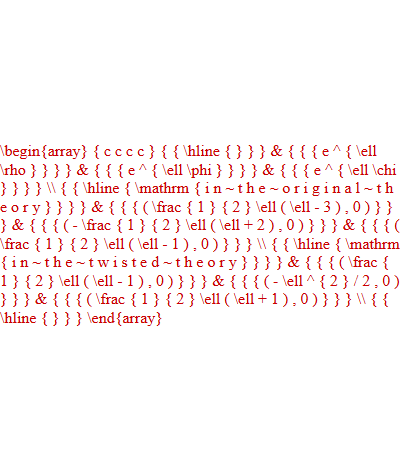 \begin{array} { c c c c } { { \hline { } } } & { { { e ^ { \ell
\rho } } } } & { { { e ^ { \ell \phi } } } } & { { { e ^ { \ell \chi
} } } } \\ { { \hline { \mathrm { i n ~ t h e ~ o r i g i n a l ~ t h
e o r y } } } } & { { { ( \frac { 1 } { 2 } \ell ( \ell - 3 ) , 0 ) } }
} & { { { ( - \frac { 1 } { 2 } \ell ( \ell + 2 ) , 0 ) } } } & { { { (
\frac { 1 } { 2 } \ell ( \ell - 1 ) , 0 ) } } } \\ { { \hline { \mathrm
{ i n ~ t h e ~ t w i s t e d ~ t h e o r y } } } } & { { { ( \frac {
1 } { 2 } \ell ( \ell - 1 ) , 0 ) } } } & { { { ( - \ell ^ { 2 } / 2 , 0 )
} } } & { { { ( \frac { 1 } { 2 } \ell ( \ell + 1 ) , 0 ) } } } \\ { {
\hline { } } } \end{array}